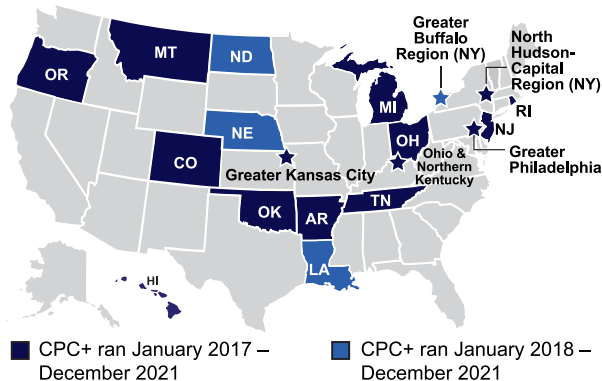 Greater
Buffalo
Region (NY)
North
Hudson-
Capital
Region (NY)
MT
ND
OR
MI
RI
NJ
NE
OH
CO
Ohio &
Northern
Kentucky
Greater
Philadelphia
Greater Kansas City
TN
OK
AR
LA
HI
CPC+ ran January 2017 –
December 2021
CPC+ ran January 2018 –
December 2021